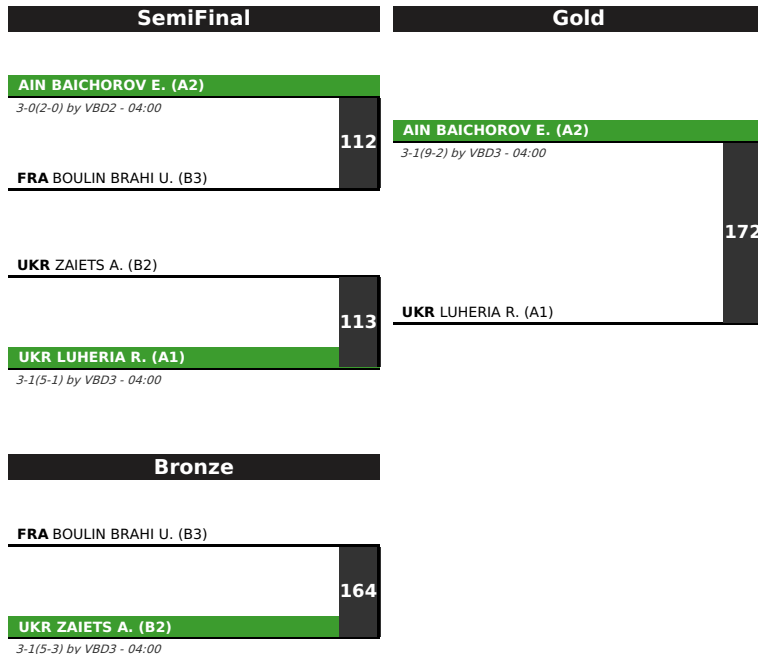 SemiFinal
Gold
AIN BAICHOROV E. (A2)
3-0(2-0) by VBD2 - 04:00
112
FRA BOULIN BRAHI U. (B3)
UKR ZAIETS A. (B2)
113
UKR LUHERIA R. (A1)
3-1(5-1) by VBD3 - 04:00
AIN BAICHOROV E. (A2)
3-1(9-2) by VBD3 - 04:00
172
UKR LUHERIA R. (A1)
Bronze
FRA BOULIN BRAHI U. (B3)
164
UKR ZAIETS A. (B2)
3-1(5-3) by VBD3 - 04:00